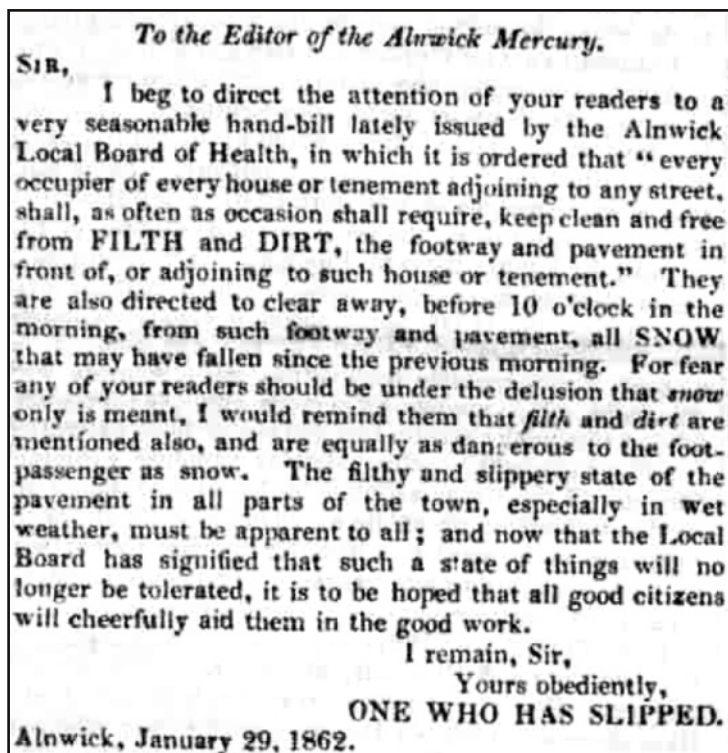 To the Editor of the Alnwick Mercury.
SIR,
I beg to direct the attention of your readers to a
very seasonable hand-bill lately issued by the Alnwick
Local Board of Health, in which it is ordered that "every
occupier of every house or tenement adjoining to any street,
shall, as often as occasion shall require, keep clean and free
from FILTH and DIRT, the footway and pavement in
front of, or adjoining to such house or tenement." They
are also directed to clear away, before 10 o'clock in the
morning, from such footway and pavement, all SNOW
that may have fallen since the previous morning. For fear
any of your readers should be under the delusion that snow
only is meant, I would remind them that filth and dirt are
mentioned also, and are equally as dangerous to the foot-
passenger as snow. The filthy and slippery state of the
pavement in all parts of the town, especially in wet
weather, must be apparent to all; and now that the Local
Board has signified that such a state of things will no
longer be tolerated, it is to be hoped that all good citizens
will cheerfully aid them in the good work.
I remain, Sir,
Yours obediently,
ONE WHO HAS SLIPPED.
Alnwick, January 29, 1862.